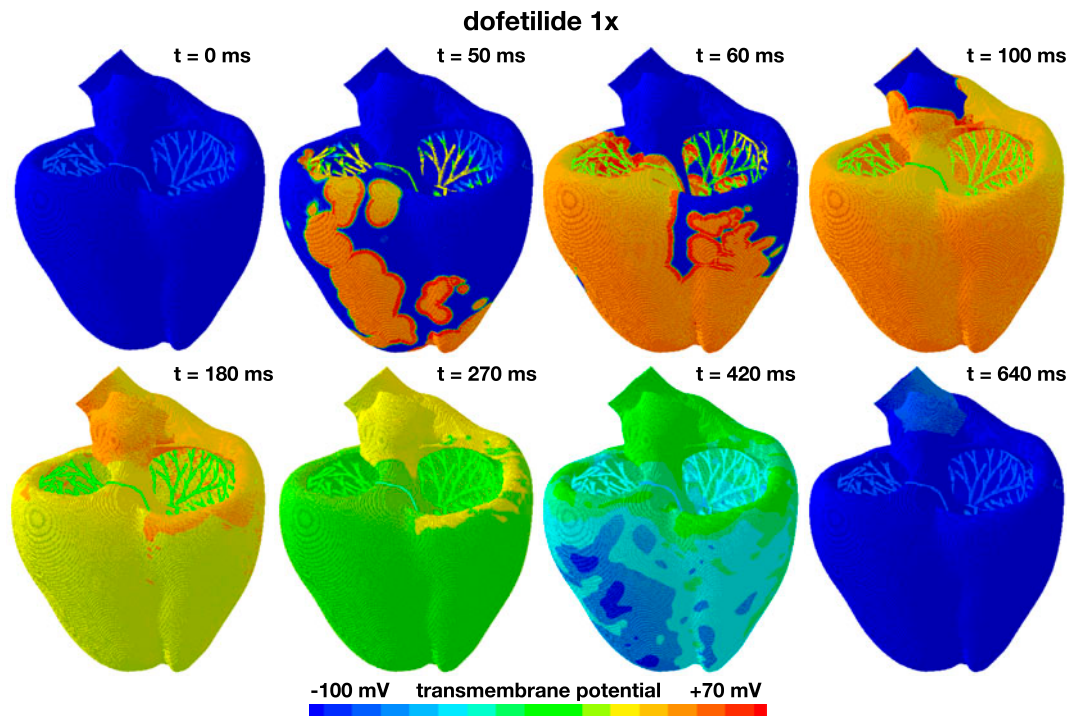 dofetilide 1x
t = 0 ms
t = 50 ms
t = 60 ms
t = 100 ms
t = 180 ms
t = 270 ms
t = 420 ms
t = 640 ms
-100 mV transmembrane potential +70 mV